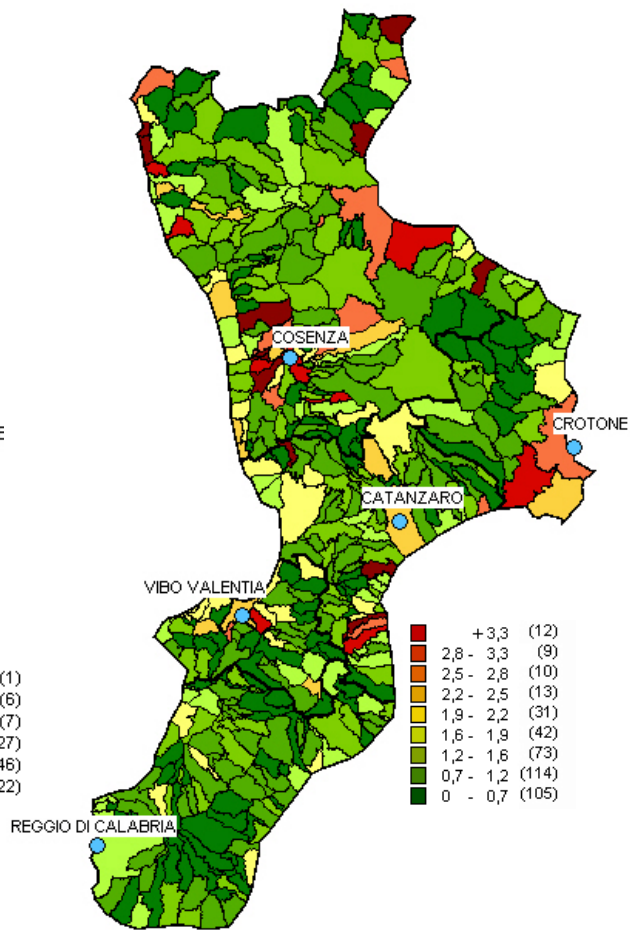 COSENZA
E
CROTONE
CATANZARO
VIBO VALENTIA
+3,3 (12)
2,8 - 3,3 (9)
2,5 - 2,8 (10)
2,2 - 2,5 (13)
1,9 - 2,2 (31)
1,6 - 1,9 (42)
1,2 - 1,6 (73)
0,7 - 1,2 (114)
0 - 0,7 (105)
(1)
(6)
(7)
27)
46)
22)
REGGIO DI CALABRIA